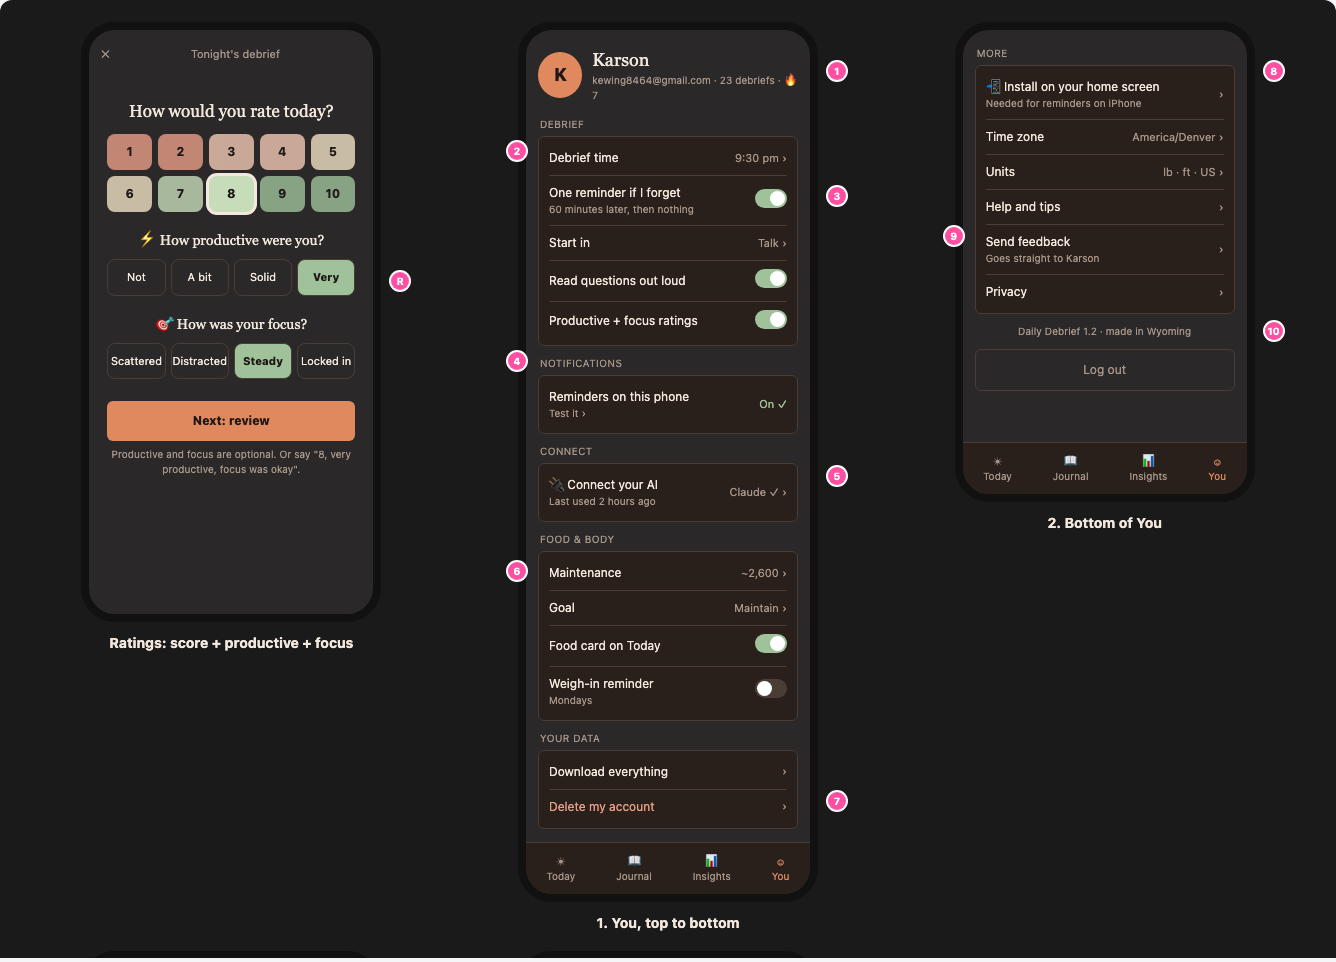 ✕ Tonight's debrief
How would you rate today?
1 2 3 4 5
6 7 8 9 10
⚡ How productive were you?
Not A bit Solid Very
🎯 How was your focus?
Scattered Distracted Steady Locked in
Next: review
Productive and focus are optional. Or say "8, very
productive, focus was okay".
R
Ratings: score + productive + focus
K
Karson
kewing8464@gmail.com · 23 debriefs · 🔥
7
1
DEBRIEF
2
Debrief time 9:30 pm ›
One reminder if I forget
60 minutes later, then nothing
3
Start in Talk ›
Read questions out loud
Productive + focus ratings
4
NOTIFICATIONS
Reminders on this phone
Test it ›
On ✓
CONNECT
🔌 Connect your AI
Last used 2 hours ago
Claude ✓ ›
5
FOOD & BODY
6
Maintenance ~2,600 ›
Goal Maintain ›
Food card on Today
Weigh-in reminder
Mondays
YOUR DATA
Download everything ›
Delete my account ›
7
Today Journal Insights You
1. You, top to bottom
MORE
8
📲 Install on your home screen ›
Needed for reminders on iPhone
Time zone America/Denver ›
Units lb · ft · US ›
Help and tips ›
9
Send feedback ›
Goes straight to Karson
Privacy ›
Daily Debrief 1.2 · made in Wyoming
10
Log out
Today Journal Insights You
2. Bottom of You